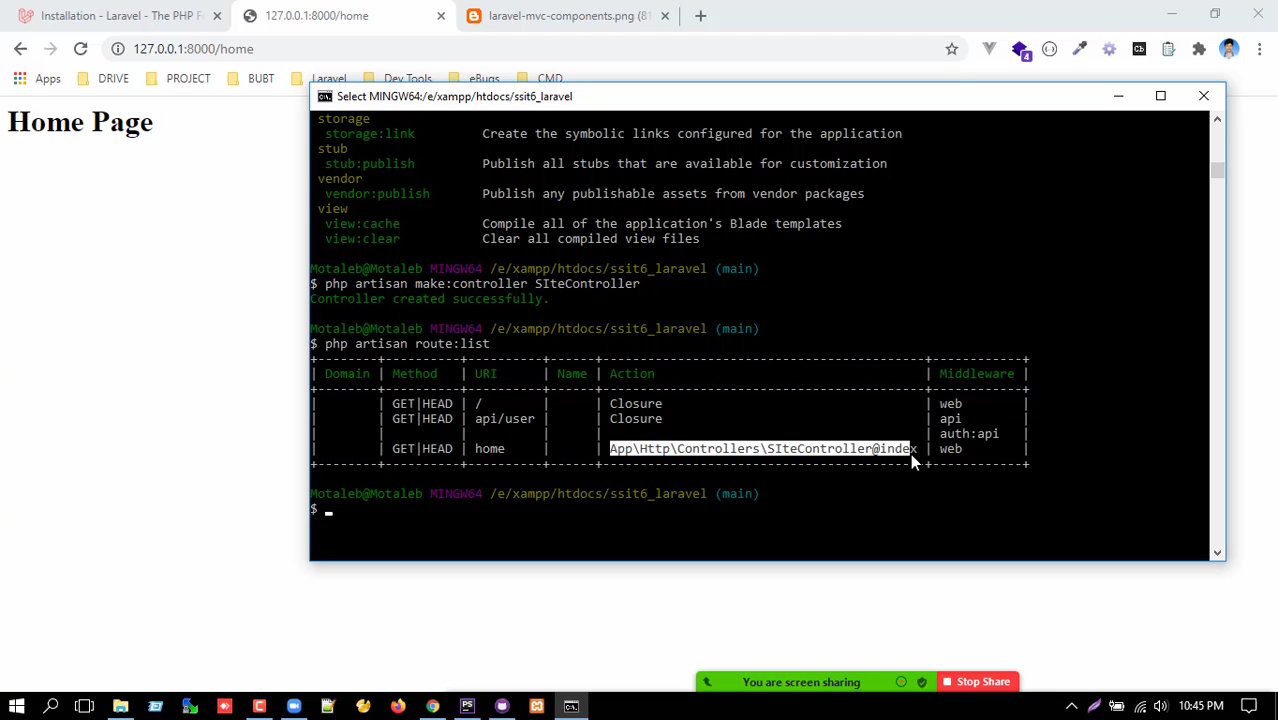 Installation - Laravel - The PHP F
127.0.0.1:8000/home
laravel-mvc-components.png (81
127.0.0.1:8000/home
Cb
4
Apps
DRIVE
PROJECT
BUBT
Laravel
Dev Tools
eBugs
CMD
Home Page
Select MINGW64:/e/xampp/htdocs/ssit6_laravel
storage
storage:link Create the symbolic links configured for the application
stub
stub:publish Publish all stubs that are available for customization
vendor
vendor:publish Publish any publishable assets from vendor packages
view
view:cache Compile all of the application's Blade templates
view:clear Clear all compiled view files
Motaleb@Motaleb MINGW64 /e/xampp/htdocs/ssit6_laravel (main)
$ php artisan make:controller SIteController
Controller created successfully.
Motaleb@Motaleb MINGW64 /e/xampp/htdocs/ssit6_laravel (main)
$ php artisan route:list
| Domain | Method | URI | Name | Action | Middleware |
| | GET|HEAD | / | | Closure | web |
| | GET|HEAD | api/user | | Closure | api |
| | | | | | auth:api |
| | GET|HEAD | home | | App\Http\Controllers\SIteController@index | web |
Motaleb@Motaleb MINGW64 /e/xampp/htdocs/ssit6_laravel (main)
$
You are screen sharing
Stop Share
10:45 PM